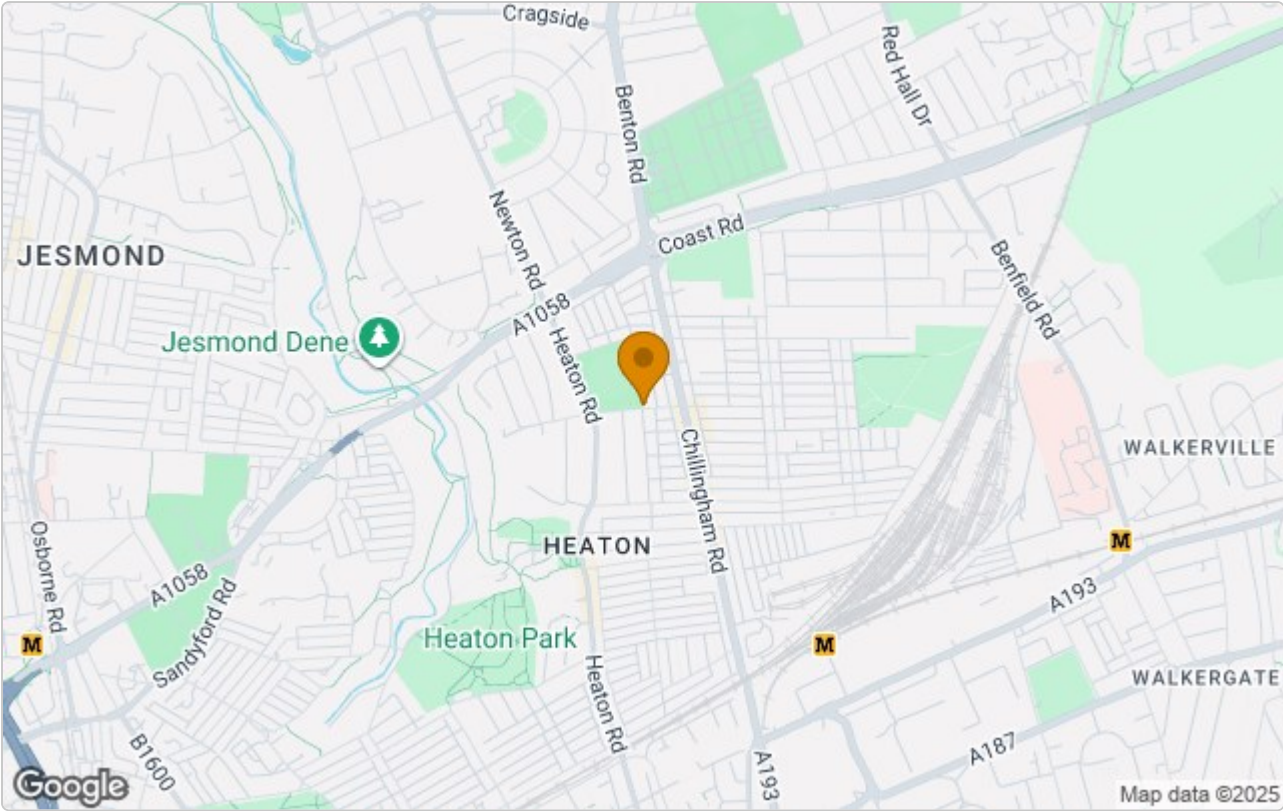 Cragside
Red Hall Dr
Benton Rd
Newton Rd
Coast Rd
JESMOND
Benfield Rd
A1058
Jesmond Dene
Heaton Rd
Chillingham Rd
WALKERVILLE
Osborne Rd
HEATON
M
A1058
A193
Sandyford Rd
Heaton Park
M
M
Heaton Rd
WALKERGATE
B1600
A187
A193
Google
Map data ©2025